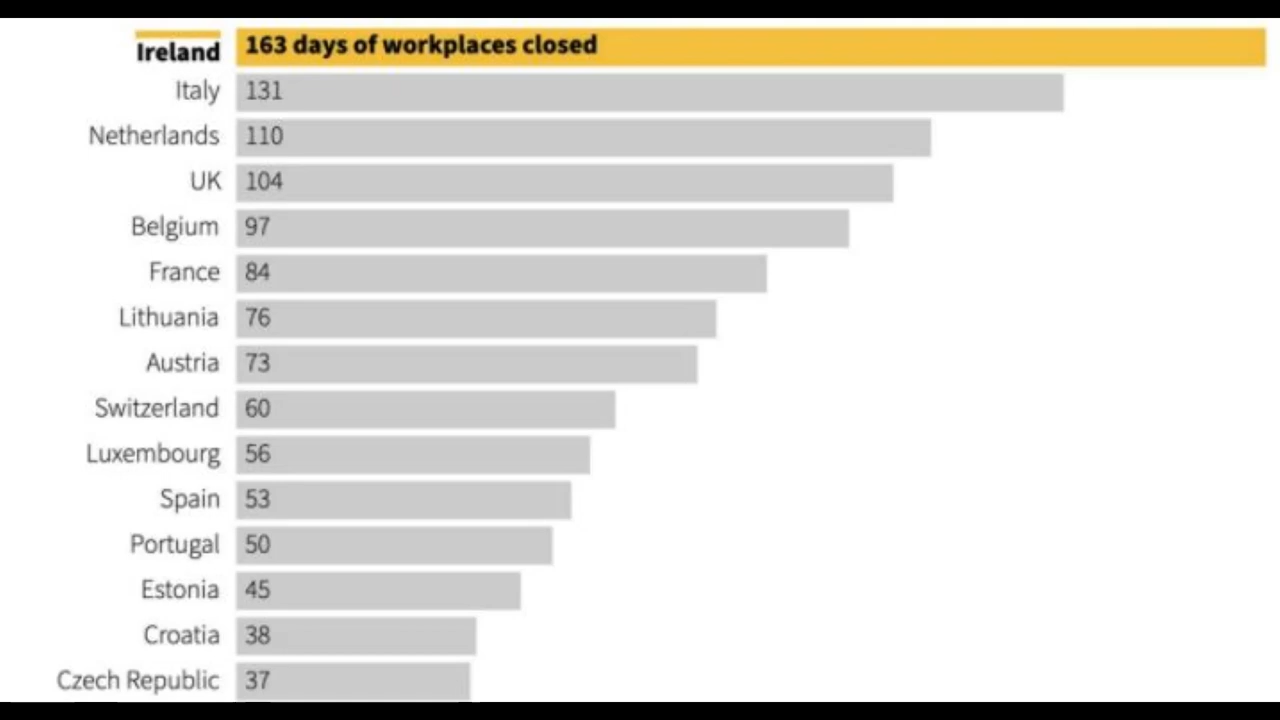 Ireland 163 days of workplaces closed
Italy 131
Netherlands 110
UK 104
Belgium 97
France 84
Lithuania 76
Austria 73
Switzerland 60
Luxembourg 56
Spain 53
Portugal 50
Estonia 45
Croatia 38
Czech Republic 37